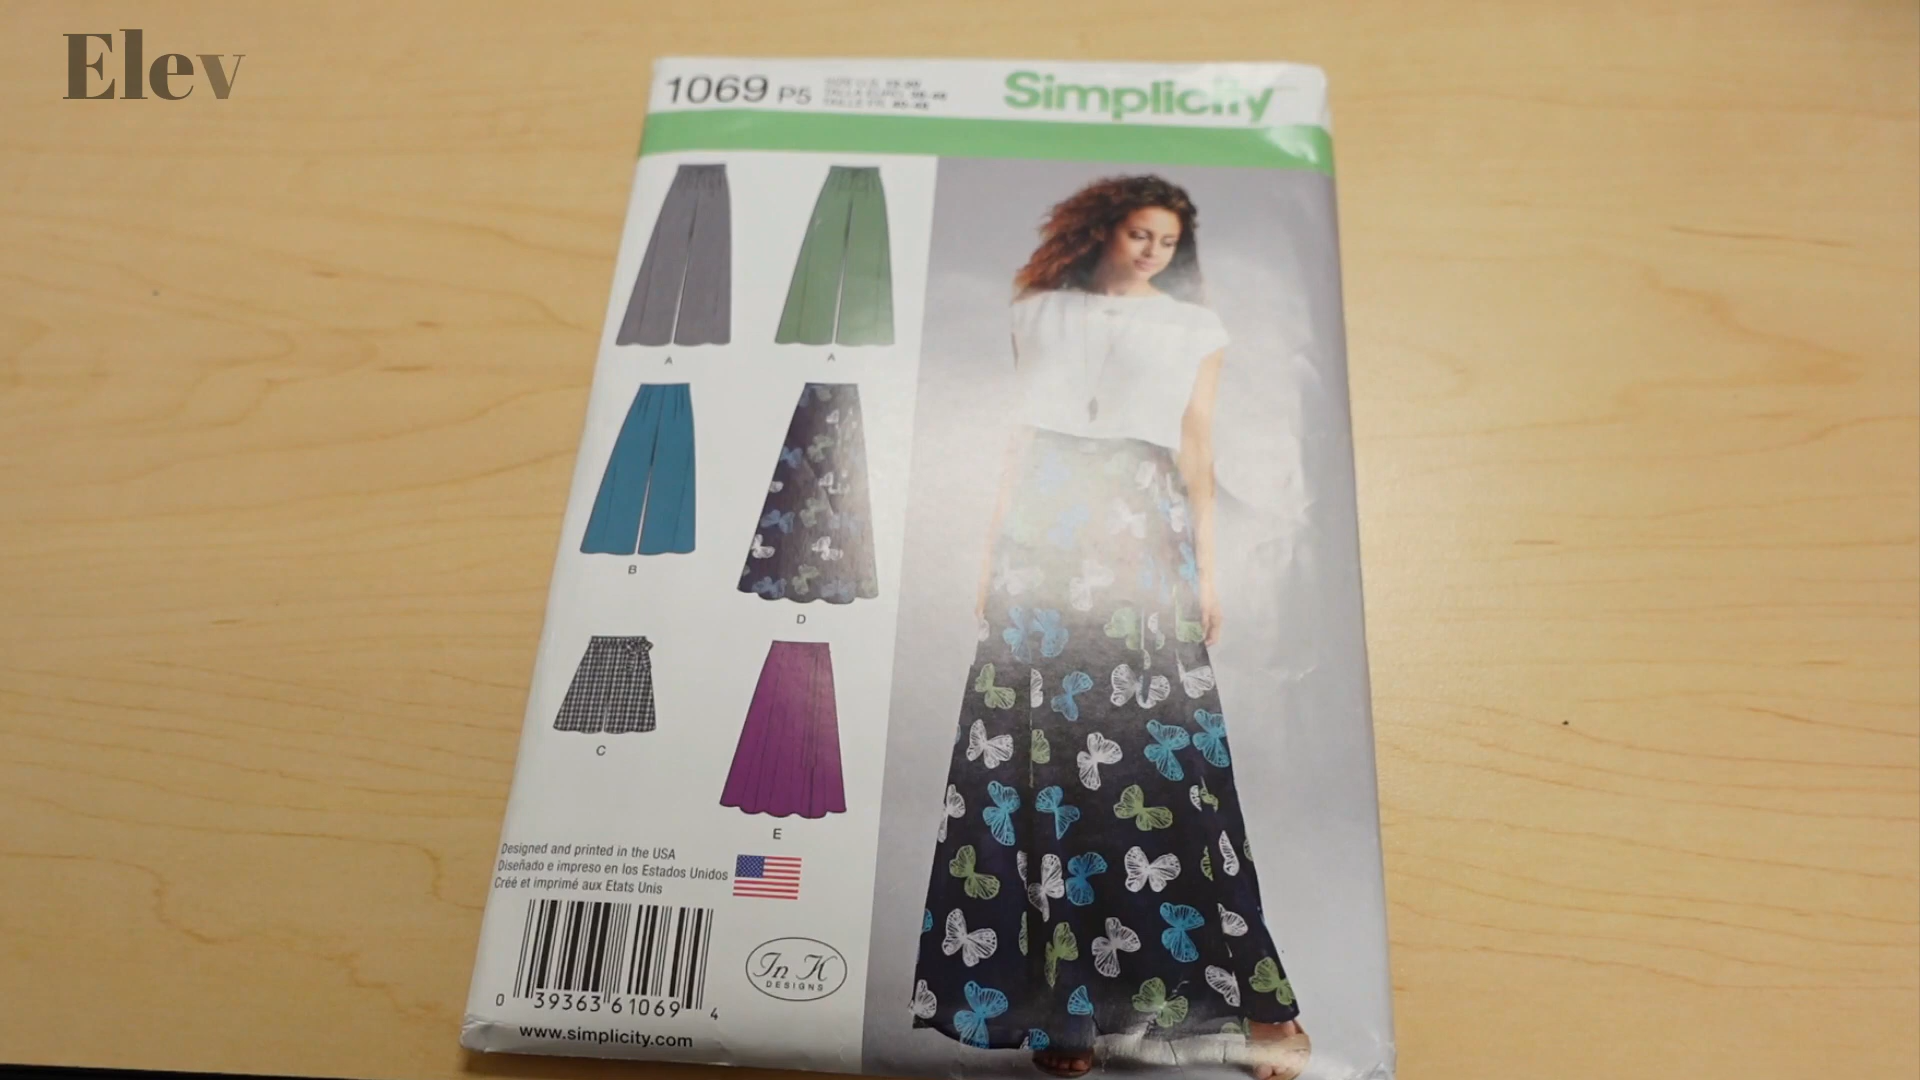 Elev
1069 P5
Simplicity
A
A
B
D
C
E
Designed and printed in the USA
Diseñado e impreso en los Estados Unidos
Créé et imprimé aux Etats Unis
In K
DESIGNS
0 39363 61069 4
www.simplicity.com